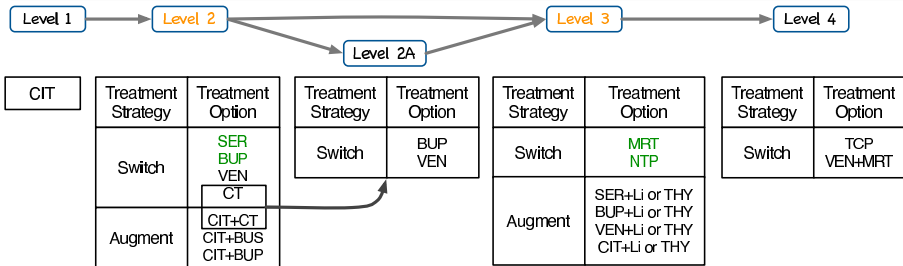 Level 1
Level 2
Level 2A
Level 3
Level 4
CIT
Treatment Strategy
Treatment Option
Switch
SER
BUP
VEN
CT
Augment
CIT+CT
CIT+BUS
CIT+BUP
Treatment Strategy
Treatment Option
Switch
BUP
VEN
Treatment Strategy
Treatment Option
Switch
MRT
NTP
Augment
SER+Li or THY
BUP+Li or THY
VEN+Li or THY
CIT+Li or THY
Treatment Strategy
Treatment Option
Switch
TCP
VEN+MRT